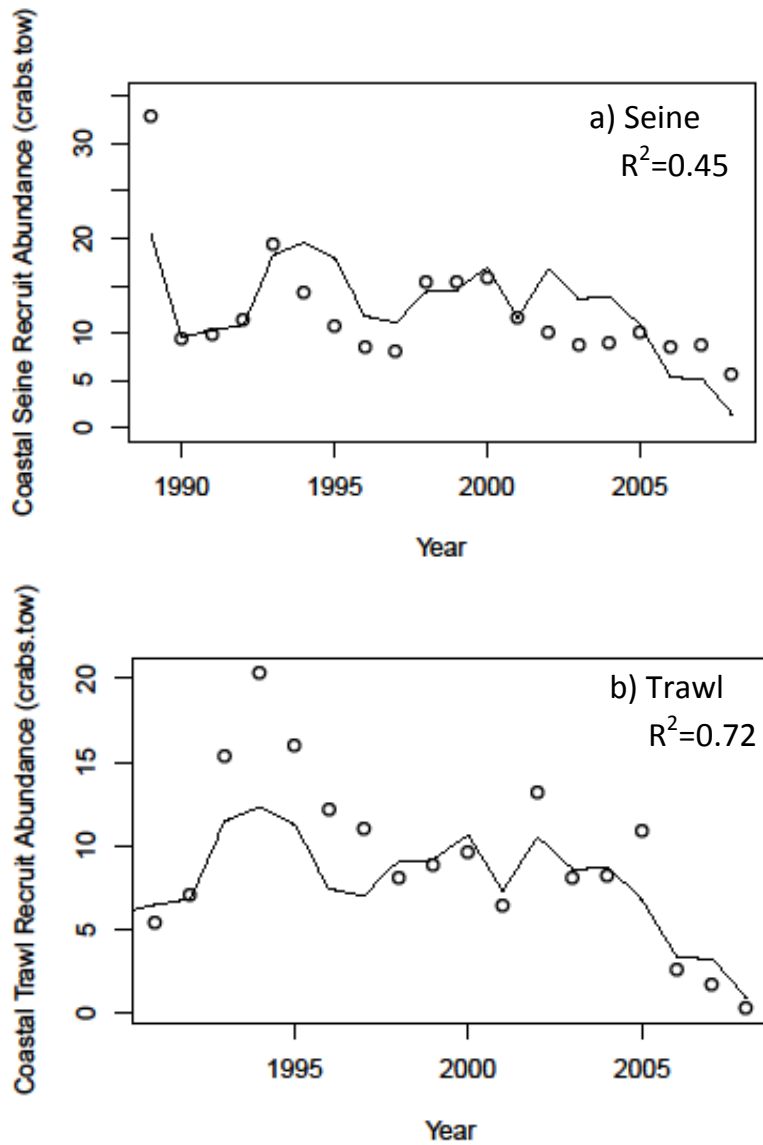 Coastal Seine Recruit Abundance (crabs.tow)
a) Seine
R²=0.45
30
20
10
5
0
1990 1995 2000 2005
Year
Coastal Trawl Recruit Abundance (crabs.tow)
b) Trawl
R²=0.72
20
15
10
5
0
1995 2000 2005
Year